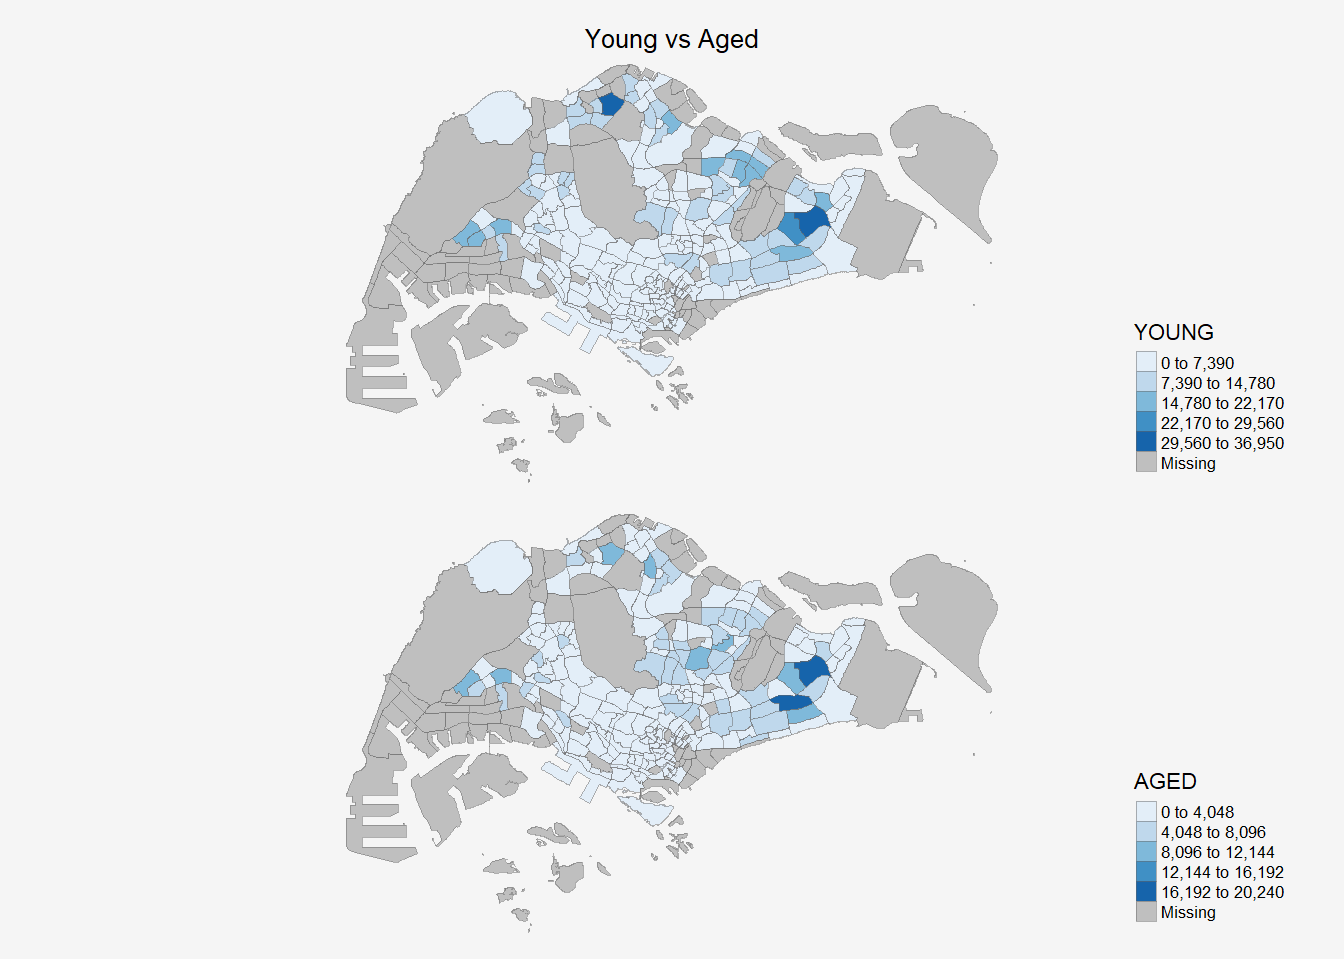 Young vs Aged
YOUNG
0 to 7,390
7,390 to 14,780
14,780 to 22,170
22,170 to 29,560
29,560 to 36,950
Missing
AGED
0 to 4,048
4,048 to 8,096
8,096 to 12,144
12,144 to 16,192
16,192 to 20,240
Missing